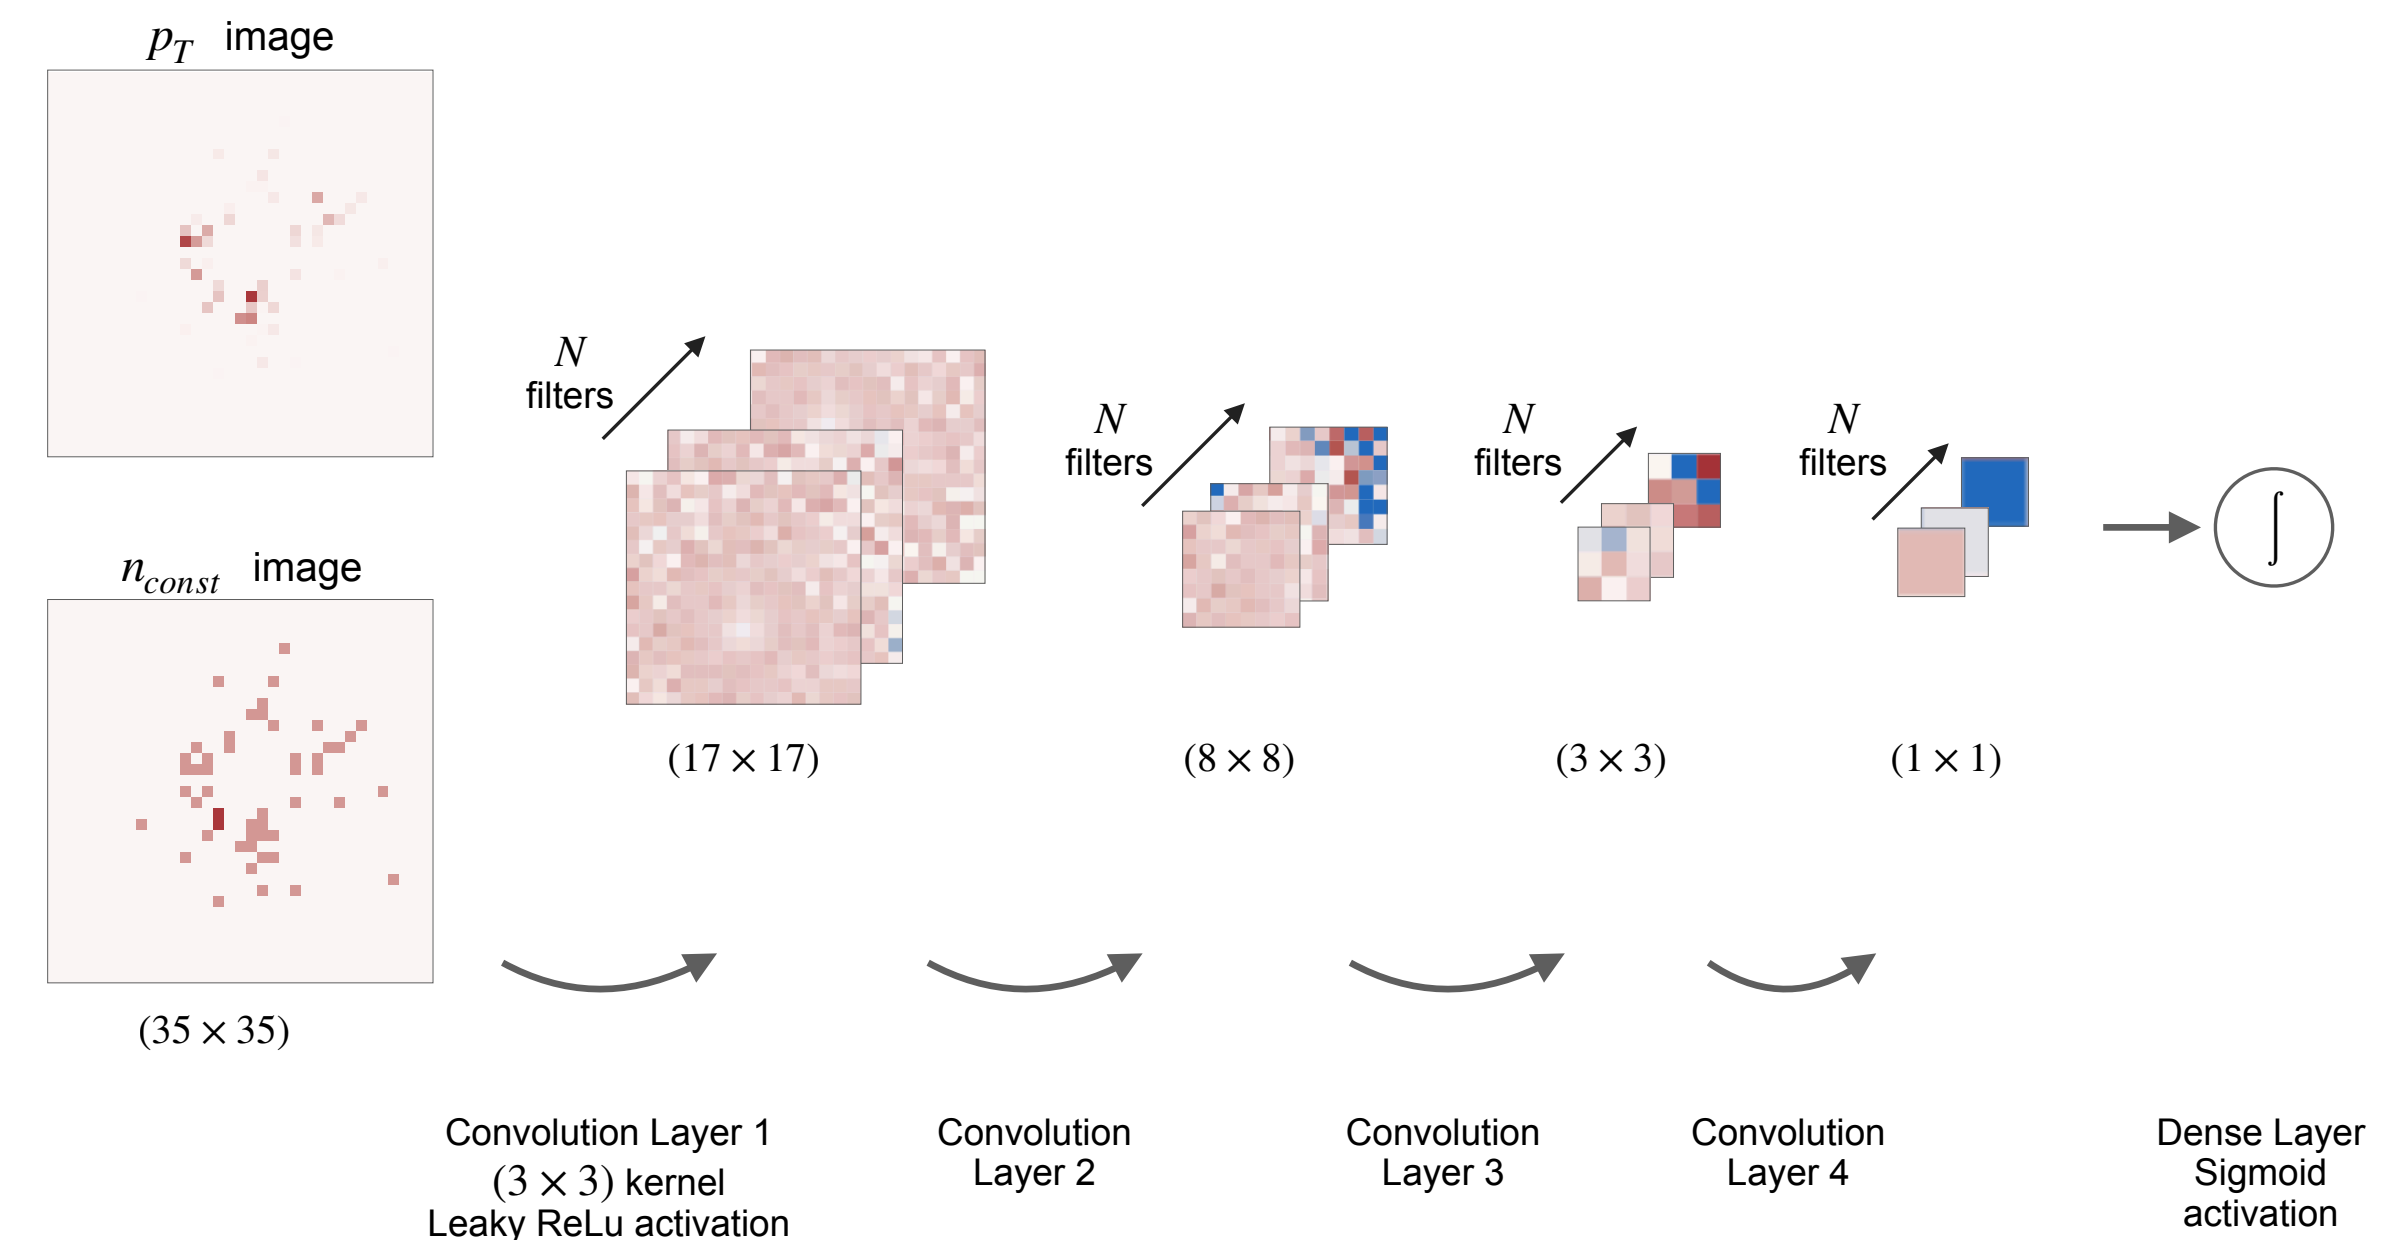 p_T image
N
filters
N
filters
N
filters
N
filters
∫
n_const image
(17 × 17)
(8 × 8)
(3 × 3)
(1 × 1)
(35 × 35)
Convolution Layer 1
(3 × 3) kernel
Leaky ReLu activation
Convolution
Layer 2
Convolution
Layer 3
Convolution
Layer 4
Dense Layer
Sigmoid
activation